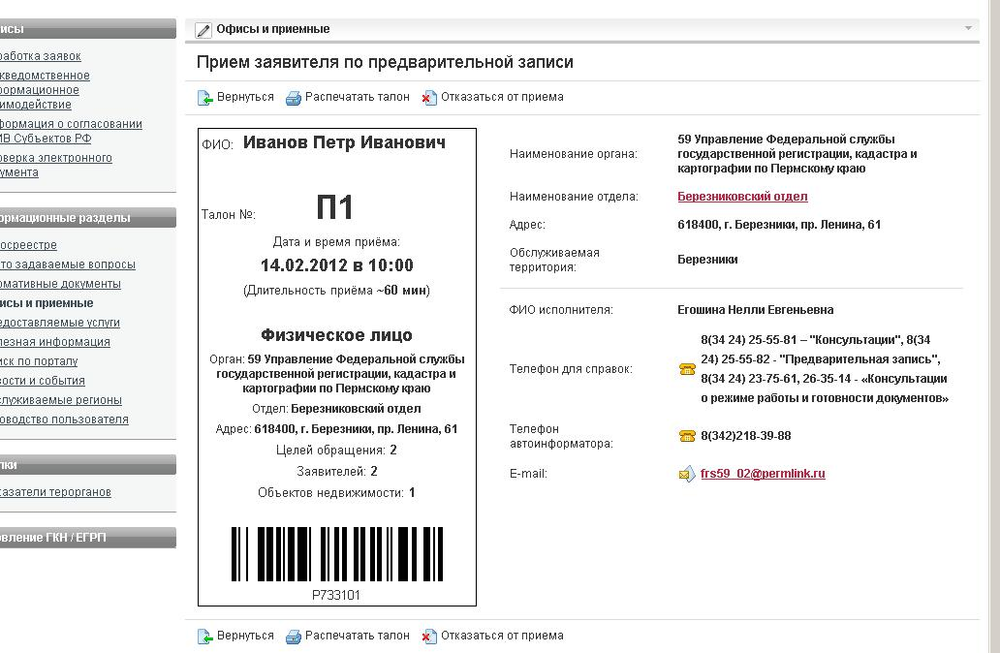 исы
работка заявок
жведомственное
формационное
имодействие
формация о согласовании
ИВ Субъектов РФ
оверка электронного
умента
ормационные разделы
осреестре
то задаваемые вопросы
рмативные документы
исы и приемные
едоставляемые услуги
лезная информация
иск по порталу
вости и события
служиваемые регионы
оводство пользователя
лки
казатели терорганов
овление ГКН / ЕГРП
Офисы и приемные
Прием заявителя по предварительной записи
Вернуться Распечатать талон Отказаться от приема
ФИО: Иванов Петр Иванович
Талон №: П1
Дата и время приёма:
14.02.2012 в 10:00
(Длительность приёма ~60 мин)
Физическое лицо
Орган: 59 Управление Федеральной службы
государственной регистрации, кадастра и
картографии по Пермскому краю
Отдел: Березниковский отдел
Адрес: 618400, г. Березники, пр. Ленина, 61
Целей обращения: 2
Заявителей: 2
Объектов недвижимости: 1
P733101
Наименование органа: 59 Управление Федеральной службы
государственной регистрации, кадастра и
картографии по Пермскому краю
Наименование отдела: Березниковский отдел
Адрес: 618400, г. Березники, пр. Ленина, 61
Обслуживаемая
территория: Березники
ФИО исполнителя: Егошина Нелли Евгеньевна
Телефон для справок: 8(34 24) 25-55-81 – "Консультации", 8(34
24) 25-55-82 - "Предварительная запись",
8(34 24) 23-75-61, 26-35-14 - «Консультации
о режиме работы и готовности документов»
Телефон
автоинформатора: 8(342)218-39-88
E-mail: frs59_02@permlink.ru
Вернуться Распечатать талон Отказаться от приема